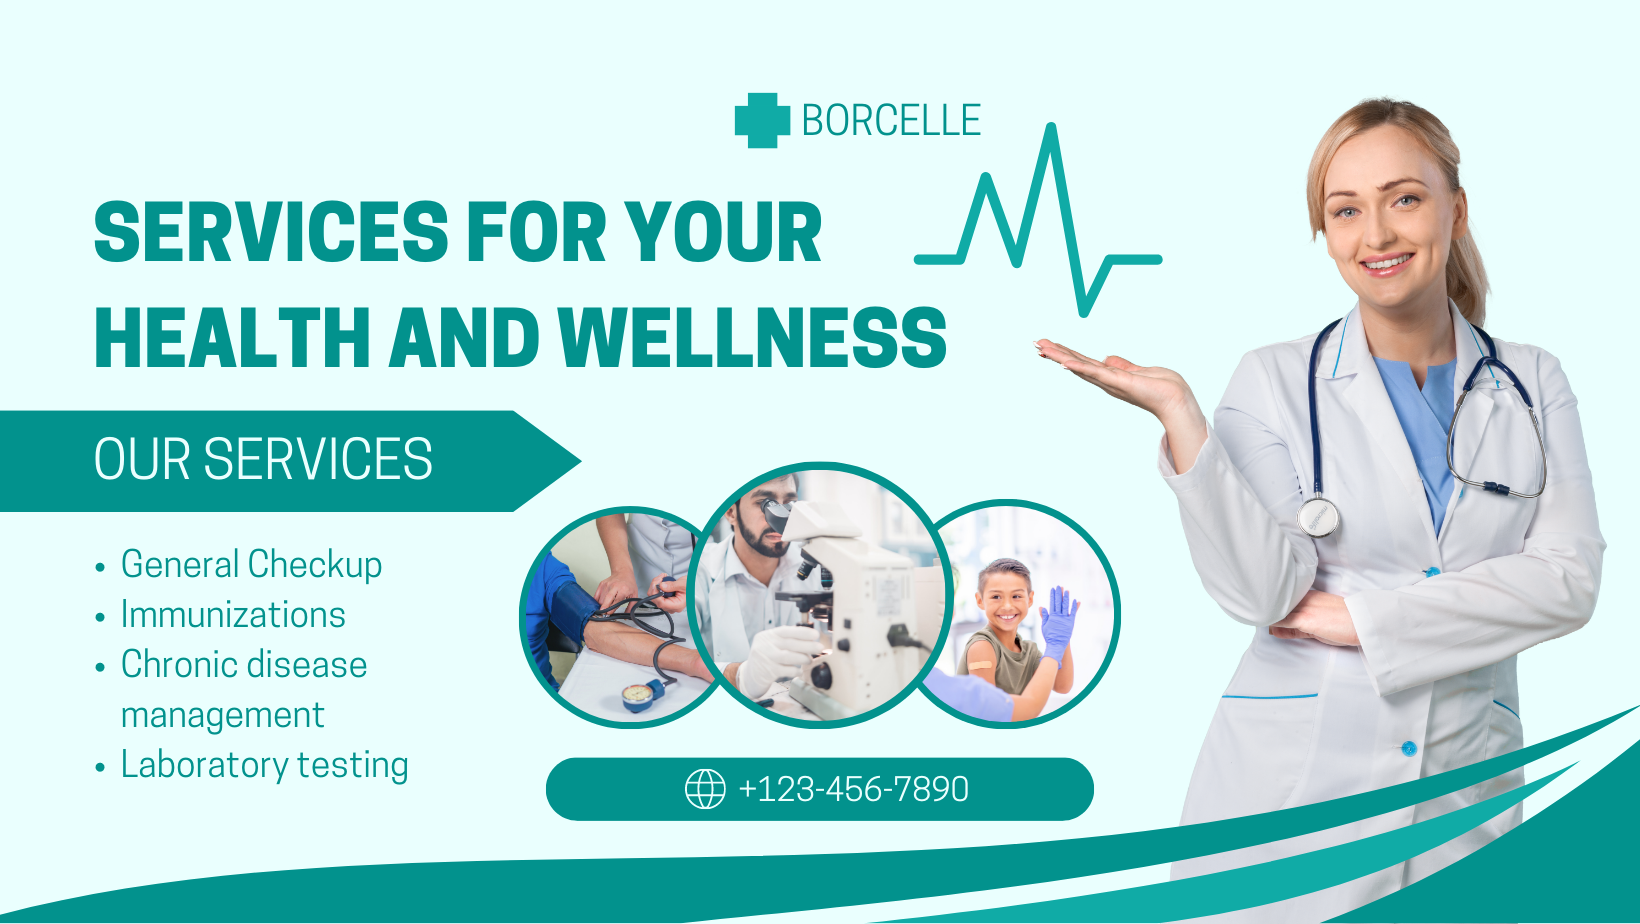 BORCELLE
SERVICES FOR YOUR
HEALTH AND WELLNESS
OUR SERVICES
• General Checkup
• Immunizations
• Chronic disease
management
• Laboratory testing
+123-456-7890